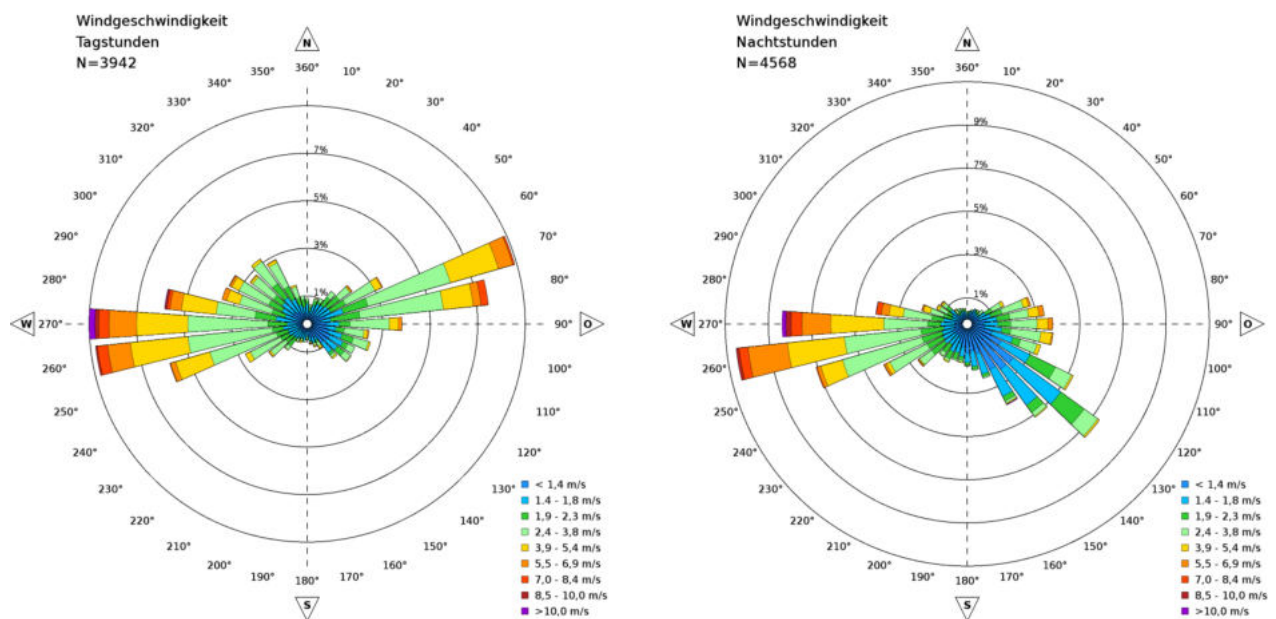 Windgeschwindigkeit
Tagstunden
N=3942
N
360°
10°
20°
30°
40°
50°
60°
70°
80°
90°
O
100°
110°
120°
130°
140°
150°
160°
170°
180°
S
190°
200°
210°
220°
230°
240°
250°
260°
270°
W
280°
290°
300°
310°
320°
330°
340°
350°
7%
5%
3%
1%
< 1,4 m/s
1.4 - 1,8 m/s
1,9 - 2,3 m/s
2,4 - 3,8 m/s
3,9 - 5,4 m/s
5,5 - 6,9 m/s
7,0 - 8,4 m/s
8,5 - 10,0 m/s
>10,0 m/s
Windgeschwindigkeit
Nachtstunden
N=4568
N
360°
10°
20°
30°
40°
50°
60°
70°
80°
90°
O
100°
110°
120°
130°
140°
150°
160°
170°
180°
S
190°
200°
210°
220°
230°
240°
250°
260°
270°
W
280°
290°
300°
310°
320°
330°
340°
350°
9%
7%
5%
3%
1%
< 1,4 m/s
1.4 - 1,8 m/s
1,9 - 2,3 m/s
2,4 - 3,8 m/s
3,9 - 5,4 m/s
5,5 - 6,9 m/s
7,0 - 8,4 m/s
8,5 - 10,0 m/s
>10,0 m/s